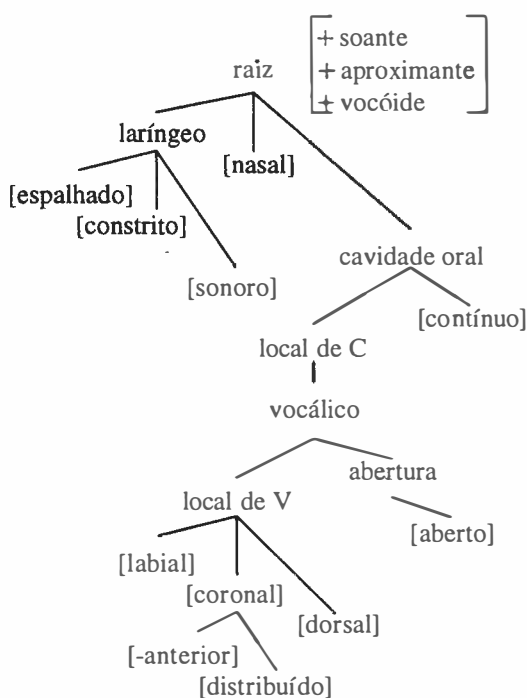 raiz
+ soante
+ aproximante
+ vocóide
laríngeo
[nasal]
[espalhado]
[constrito]
[sonoro]
cavidade oral
[contínuo]
local de C
vocálico
abertura
local de V
[aberto]
[labial]
[coronal]
[dorsal]
[-anterior]
[distribuído]